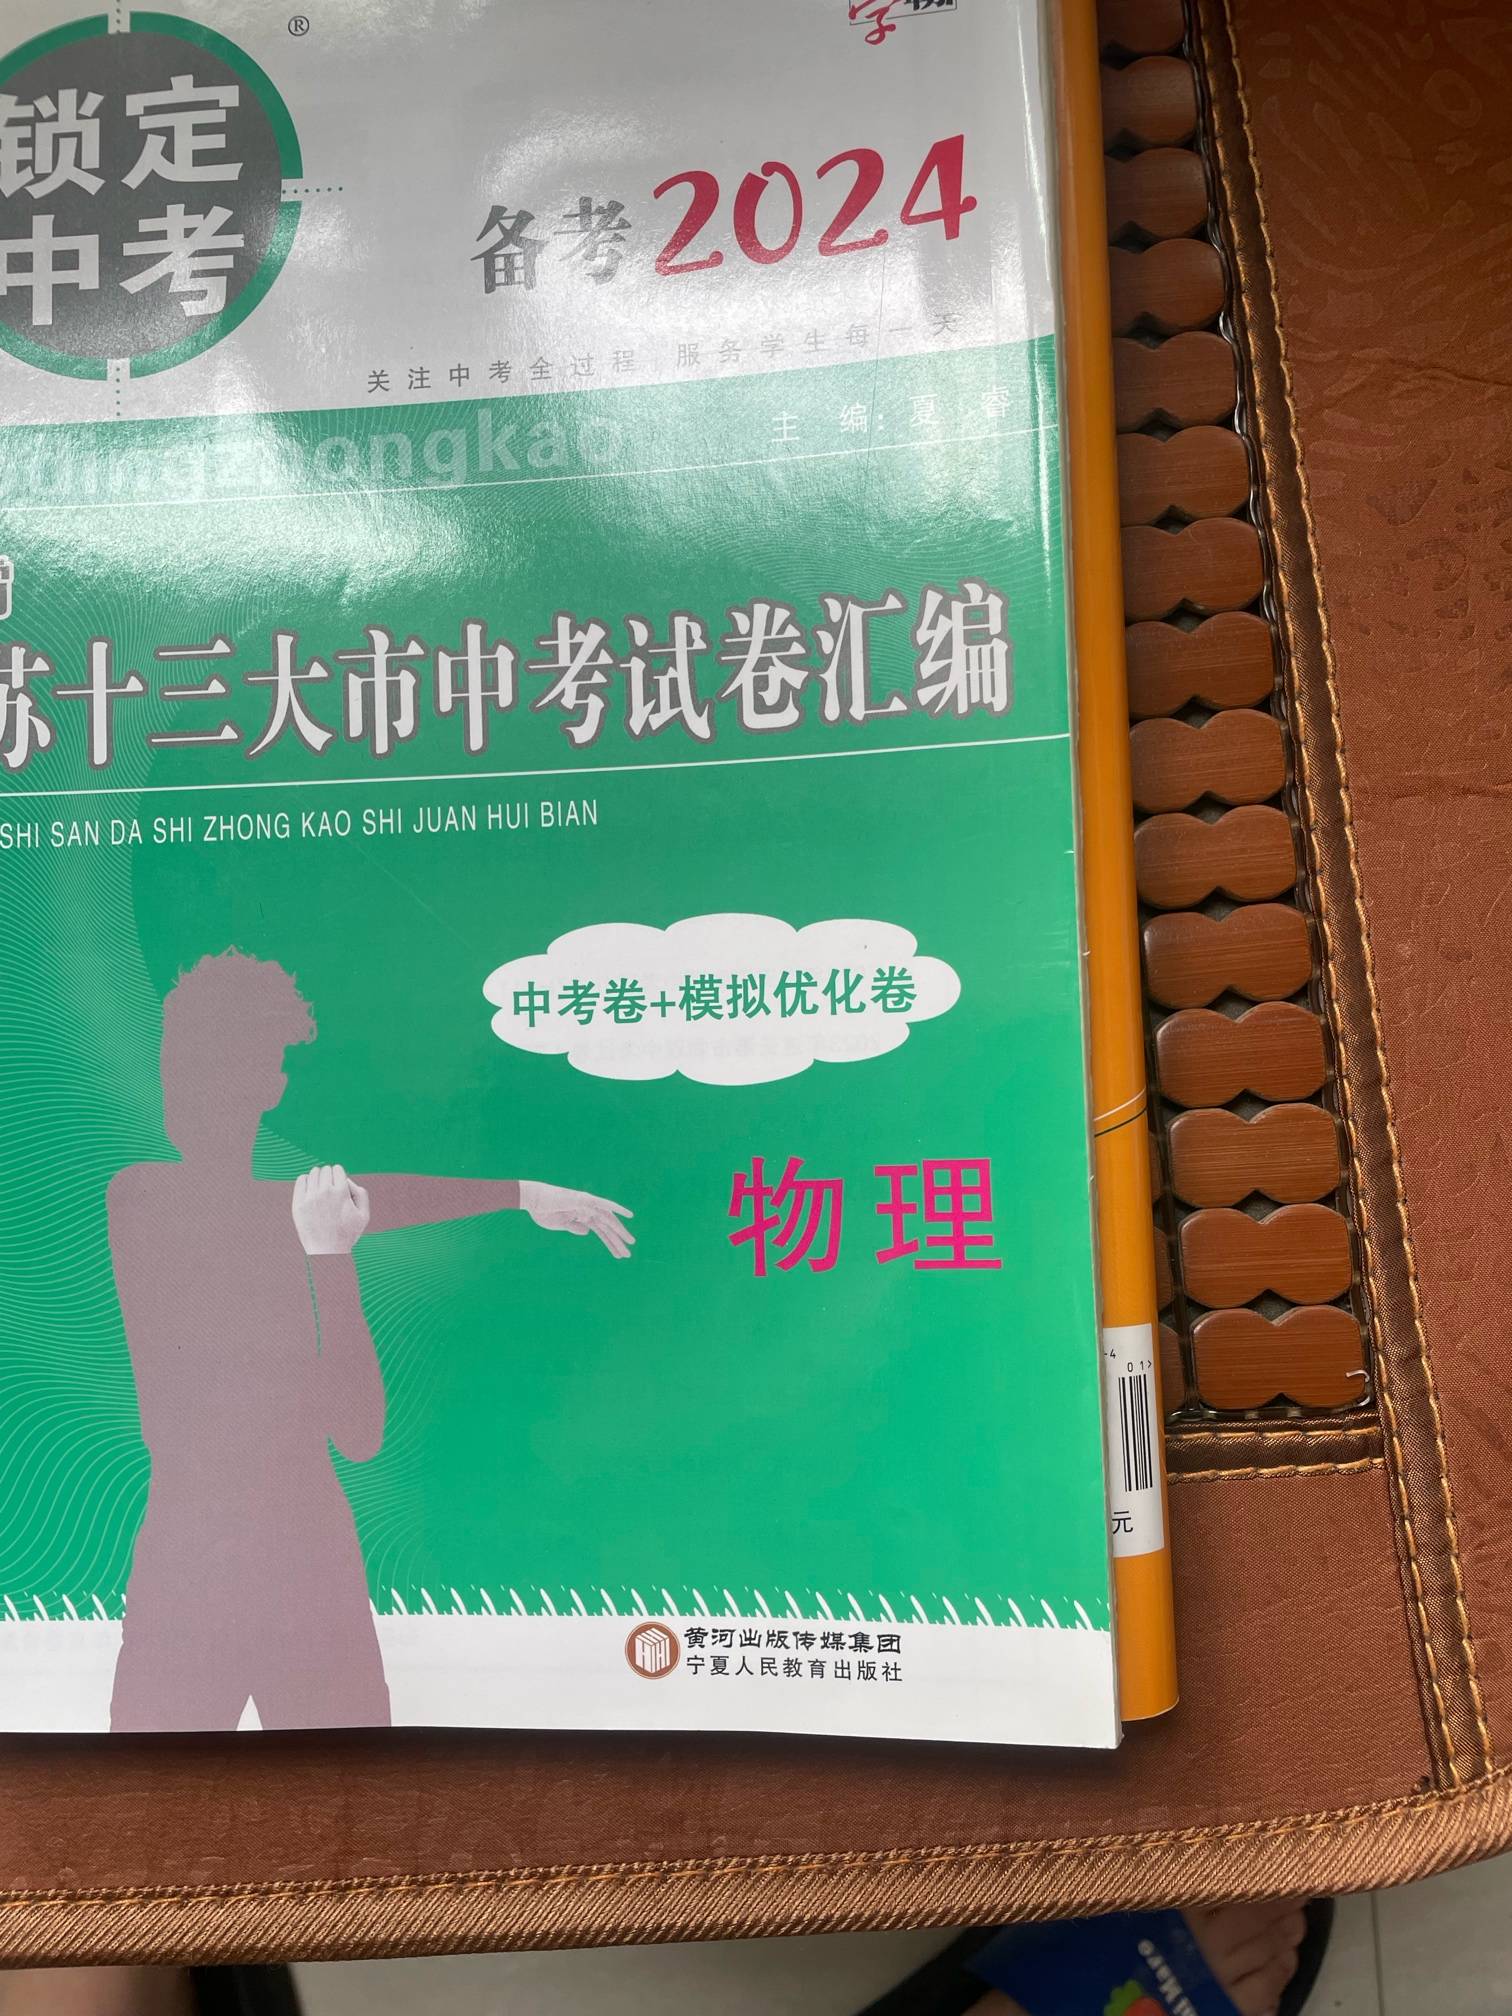 ®
锁定
中考
备考2024
关注中考全过程 服务学生每一天
主 编：夏 睿
dingzhongkao
苏十三大市中考试卷汇编
SHI SAN DA SHI ZHONG KAO SHI JUAN HUI BIAN
中考卷+模拟优化卷
物理
-4
01>
元
黄河出版传媒集团
宁夏人民教育出版社